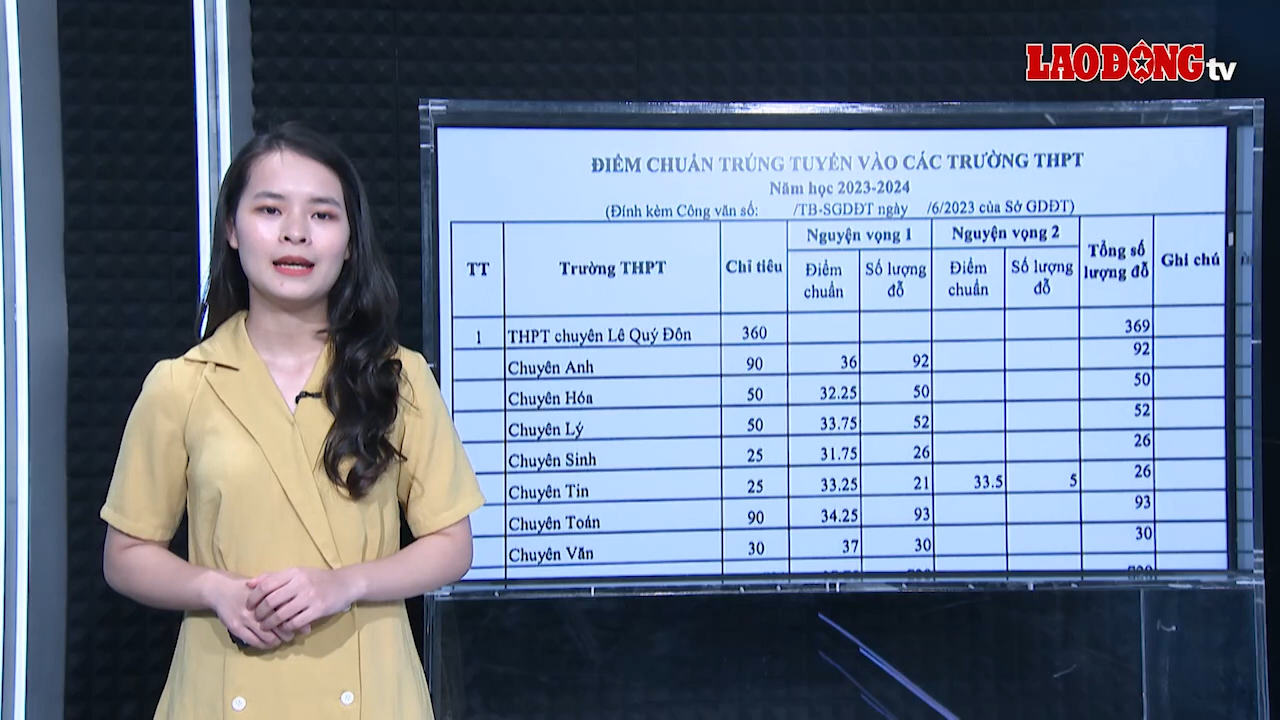 LAO ĐỘNG tv
ĐIỂM CHUẨN TRÚNG TUYỂN VÀO CÁC TRƯỜNG THPT
Năm học 2023-2024
(Đính kèm Công văn số: /TB-SGDĐT ngày /6/2023 của Sở GDĐT)
TT Trường THPT Chỉ tiêu Nguyện vọng 1 Nguyện vọng 2 Tổng số lượng đỗ Ghi chú
Điểm chuẩn Số lượng đỗ Điểm chuẩn Số lượng đỗ
1 THPT chuyên Lê Quý Đôn 360 369
Chuyên Anh 90 36 92 92
Chuyên Hóa 50 32.25 50 50
Chuyên Lý 50 33.75 52 52
Chuyên Sinh 25 31.75 26 26
Chuyên Tin 25 33.25 21 33.5 5 26
Chuyên Toán 90 34.25 93 93
Chuyên Văn 30 37 30 30